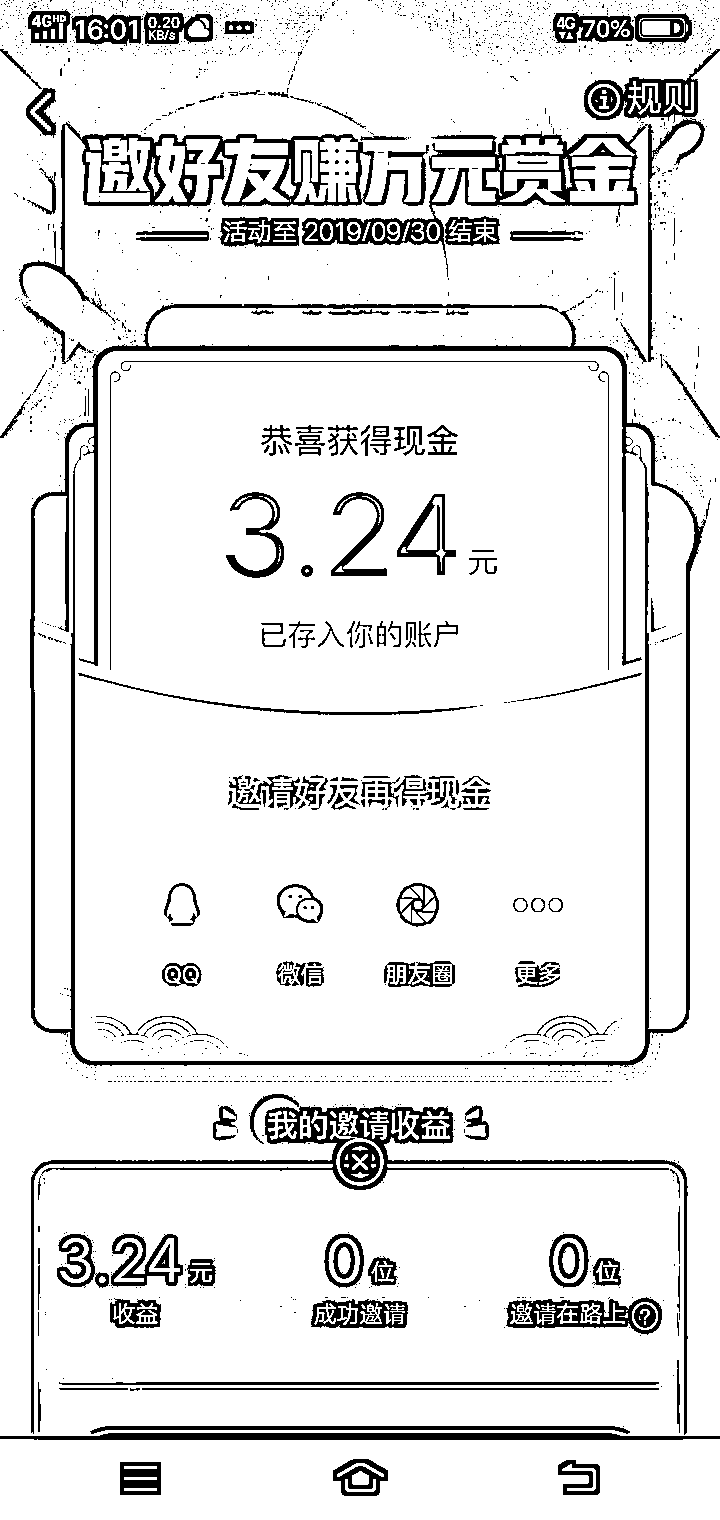 4G HD 16:01 0.20 KB/s ... 4G 70%
规则
邀好友赚万元赏金
活动至 2019/09/30 结束
恭喜获得现金
3.24元
已存入你的账户
邀请好友再得现金
QQ 微信 朋友圈 更多
我的邀请收益
3.24元 0位 0位
收益 成功邀请 邀请在路上?